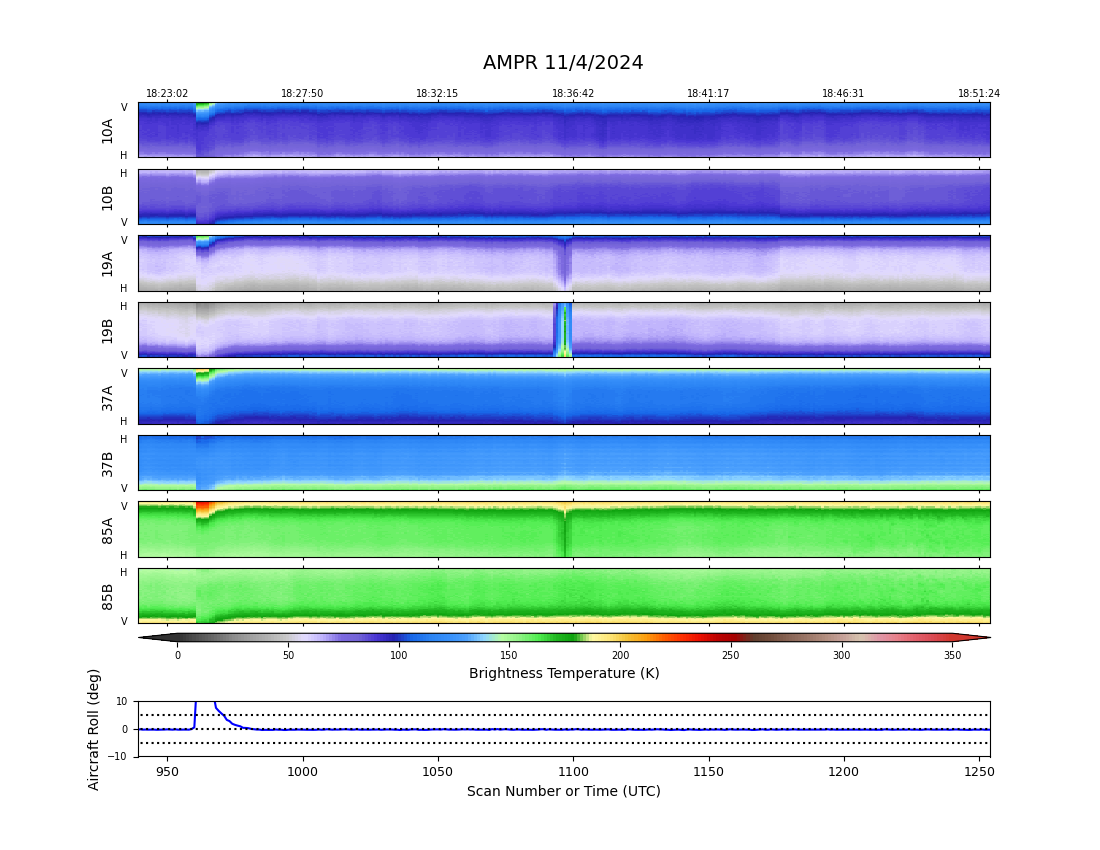 AMPR 11/4/2024
18:23:02 18:27:50 18:32:15 18:36:42 18:41:17 18:46:31 18:51:24
V
10A
H
H
10B
V
V
19A
H
H
19B
V
V
37A
H
H
37B
V
V
85A
H
H
85B
V
0 50 100 150 200 250 300 350
Brightness Temperature (K)
Aircraft Roll (deg)
10
0
−10
950 1000 1050 1100 1150 1200 1250
Scan Number or Time (UTC)